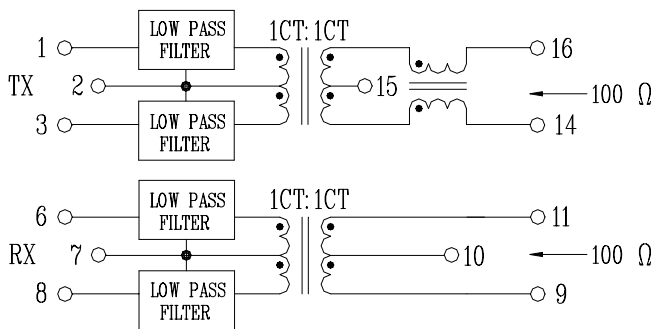 LOW PASS
FILTER
1CT: 1CT
1
16
TX
2
15
100 Ω
3
14
LOW PASS
FILTER
LOW PASS
FILTER
1CT: 1CT
6
11
RX
7
10
100 Ω
8
9
LOW PASS
FILTER